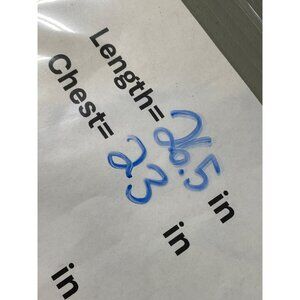 Length= 26.5 in
Chest= 23 in
in